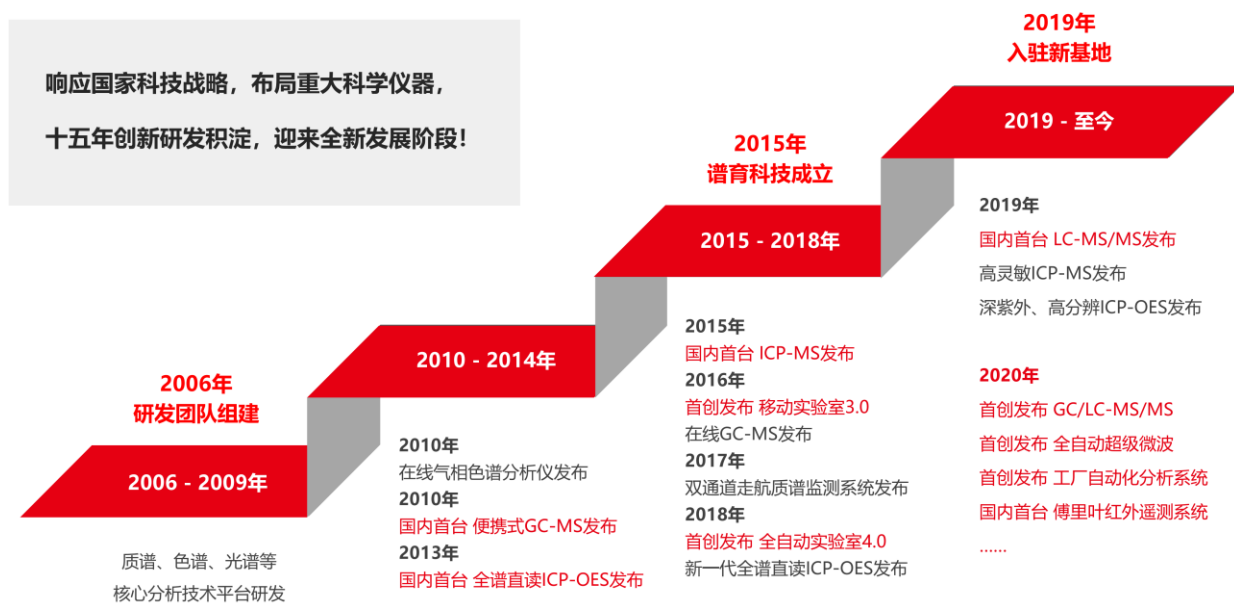 响应国家科技战略，布局重大科学仪器，
十五年创新研发积淀，迎来全新发展阶段！
2006年
研发团队组建
2006 - 2009年
质谱、色谱、光谱等
核心分析技术平台研发
2010 - 2014年
2010年
在线气相色谱分析仪发布
2010年
国内首台 便携式GC-MS发布
2013年
国内首台 全谱直读ICP-OES发布
2015年
谱育科技成立
2015 - 2018年
2015年
国内首台 ICP-MS发布
2016年
首创发布 移动实验室3.0
在线GC-MS发布
2017年
双通道走航质谱监测系统发布
2018年
首创发布 全自动实验室4.0
新一代全谱直读ICP-OES发布
2019年
入驻新基地
2019 - 至今
2019年
国内首台 LC-MS/MS发布
高灵敏ICP-MS发布
深紫外、高分辨ICP-OES发布
2020年
首创发布 GC/LC-MS/MS
首创发布 全自动超级微波
首创发布 工厂自动化分析系统
国内首台 傅里叶红外遥测系统
......